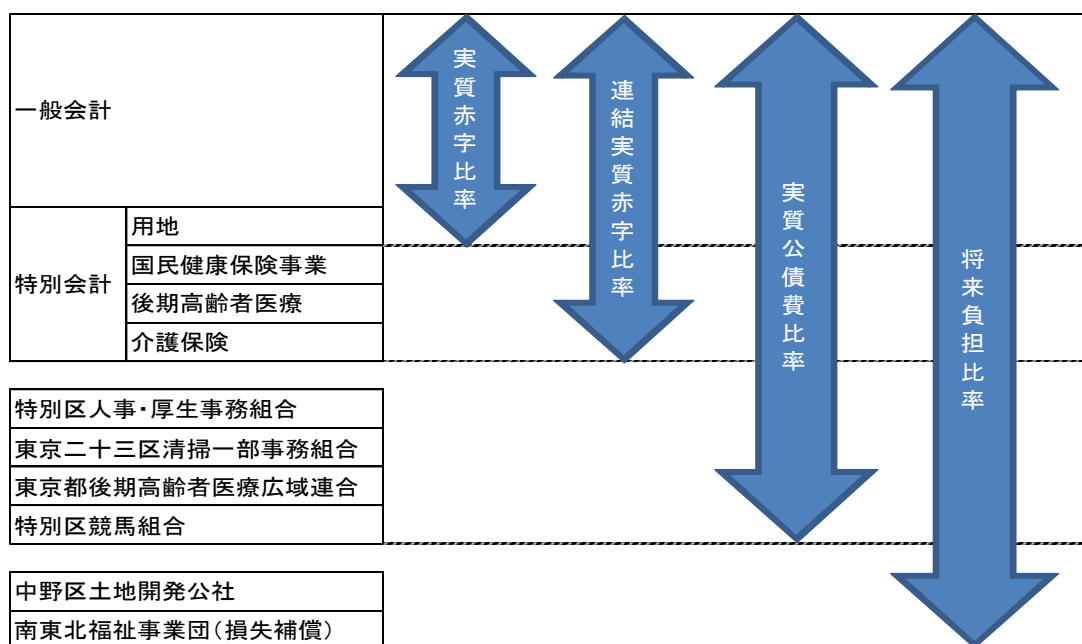 一般会計
特別会計
用地
国民健康保険事業
後期高齢者医療
介護保険
特別区人事・厚生事務組合
東京二十三区清掃一部事務組合
東京都後期高齢者医療広域連合
特別区競馬組合
中野区土地開発公社
南東北福祉事業団(損失補償)
実質赤字比率
連結実質赤字比率
実質公債費比率
将来負担比率